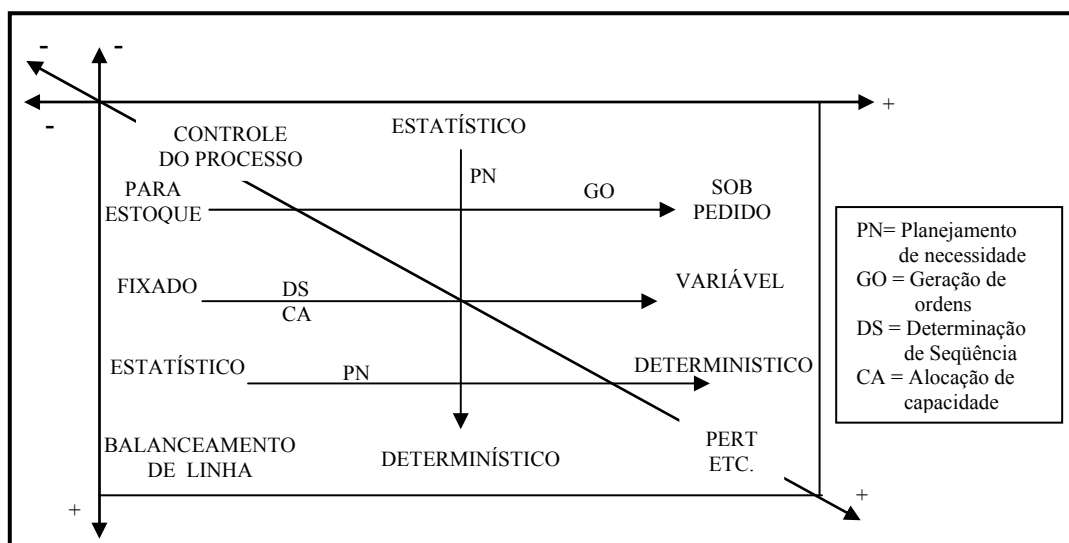 -
-
-
+
CONTROLE
DO PROCESSO
ESTATÍSTICO
PN
PARA
ESTOQUE
GO
SOB
PEDIDO
FIXADO
DS
CA
VARIÁVEL
ESTATÍSTICO
PN
DETERMINISTICO
BALANCEAMENTO
DE LINHA
DETERMINÍSTICO
PERT
ETC.
+
+
PN= Planejamento
de necessidade
GO = Geração de
ordens
DS = Determinação
de Seqüência
CA = Alocação de
capacidade